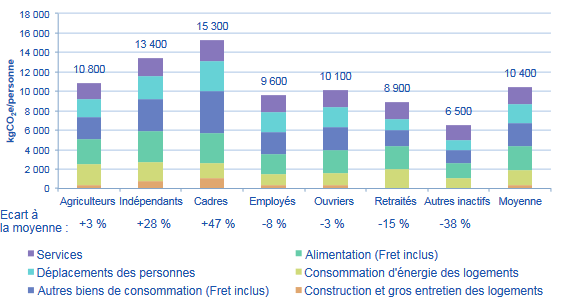 18 000
16 000
14 000
12 000
10 000
8 000
6 000
4 000
2 000
0
kgCO2e/personne
10 800
13 400
15 300
9 600
10 100
8 900
6 500
10 400
Agriculteurs Indépendants Cadres Employés Ouvriers Retraités Autres inactifs Moyenne
Ecart à
la moyenne : +3 % +28 % +47 % -8 % -3 % -15 % -38 %
Services
Alimentation (Fret inclus)
Déplacements des personnes
Consommation d'énergie des logements
Autres biens de consommation (Fret inclus)
Construction et gros entretien des logements